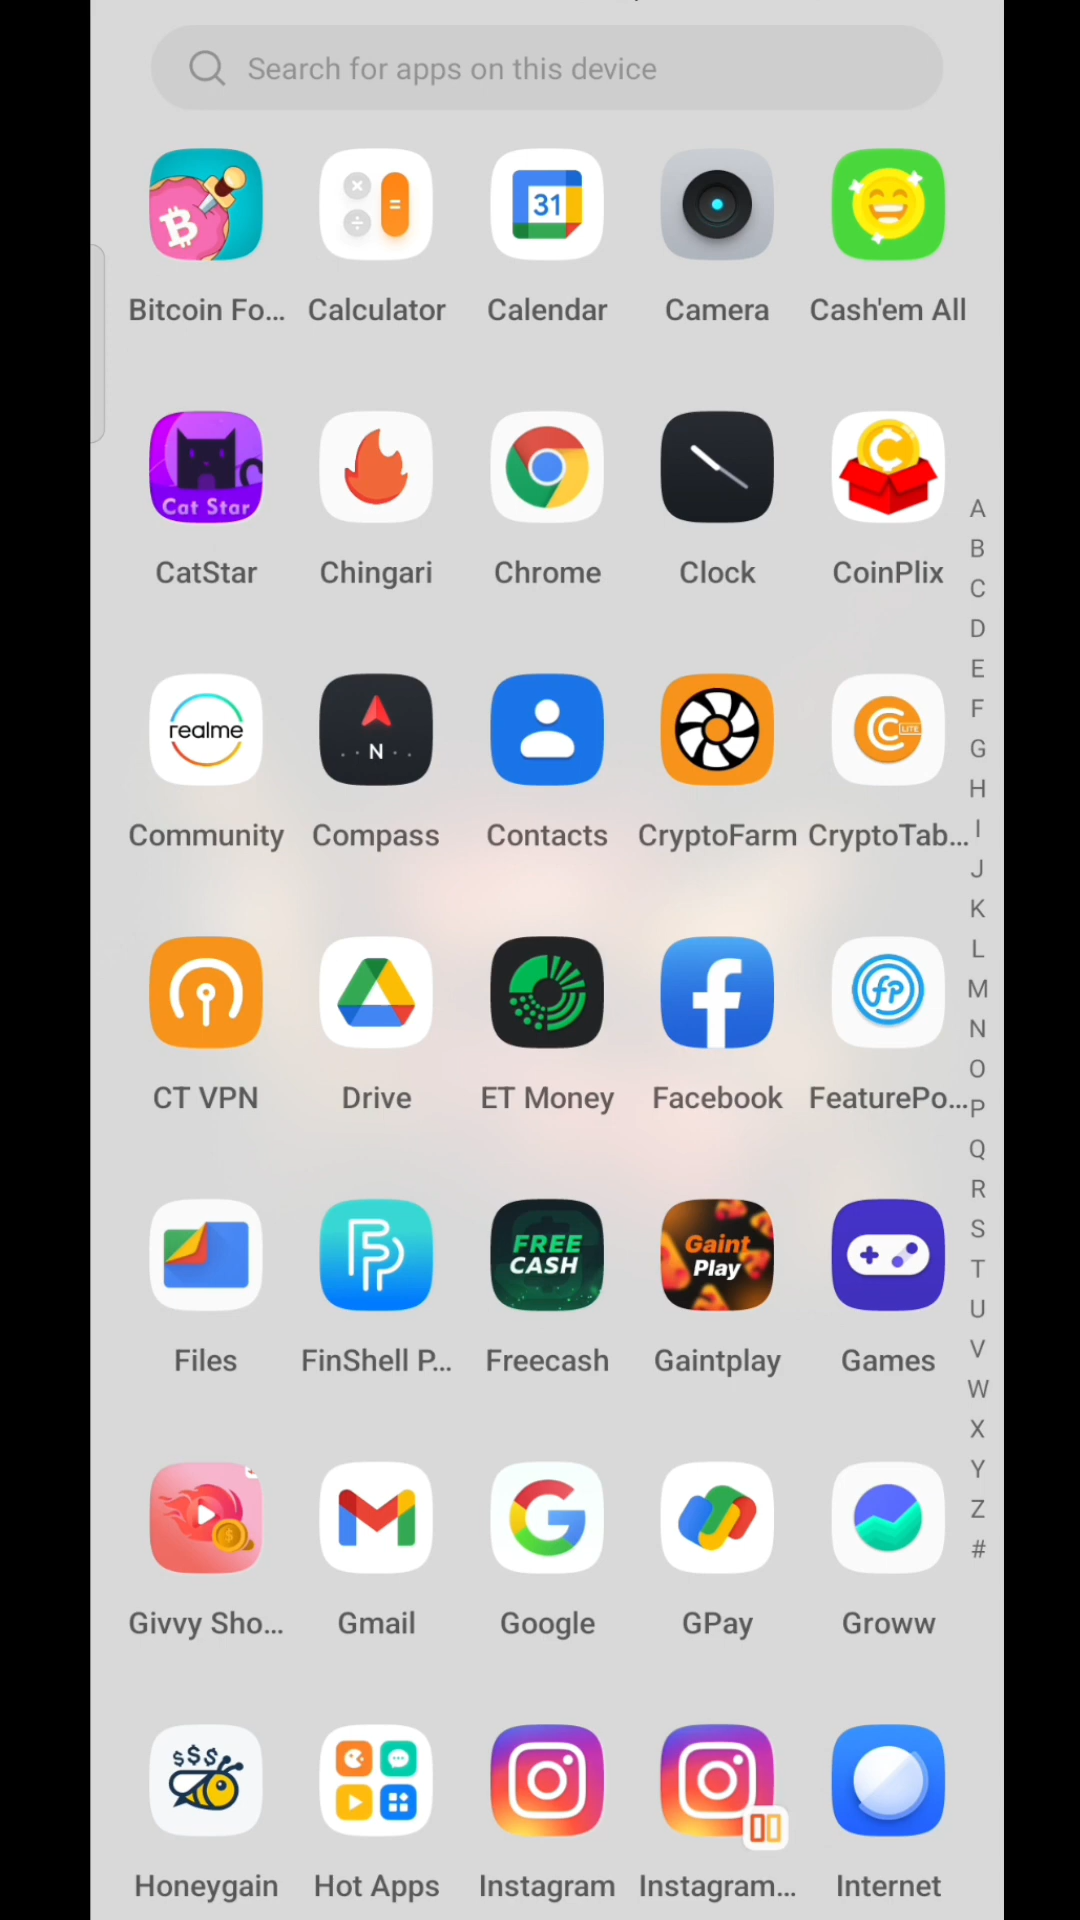 Search for apps on this device
31
Bitcoin Fo... Calculator Calendar Camera Cash'em All
Cat Star
CatStar Chingari Chrome Clock CoinPlix
realme
N
LITE
Community Compass Contacts CryptoFarm CryptoTab...
fp
CT VPN Drive ET Money Facebook FeaturePo...
FREE CASH
Gaint Play
Files FinShell P... Freecash Gaintplay Games
Givvy Sho... Gmail Google GPay Groww
$$$
Honeygain Hot Apps Instagram Instagram... Internet
A
B
C
D
E
F
G
H
I
J
K
L
M
N
O
P
Q
R
S
T
U
V
W
X
Y
Z
#